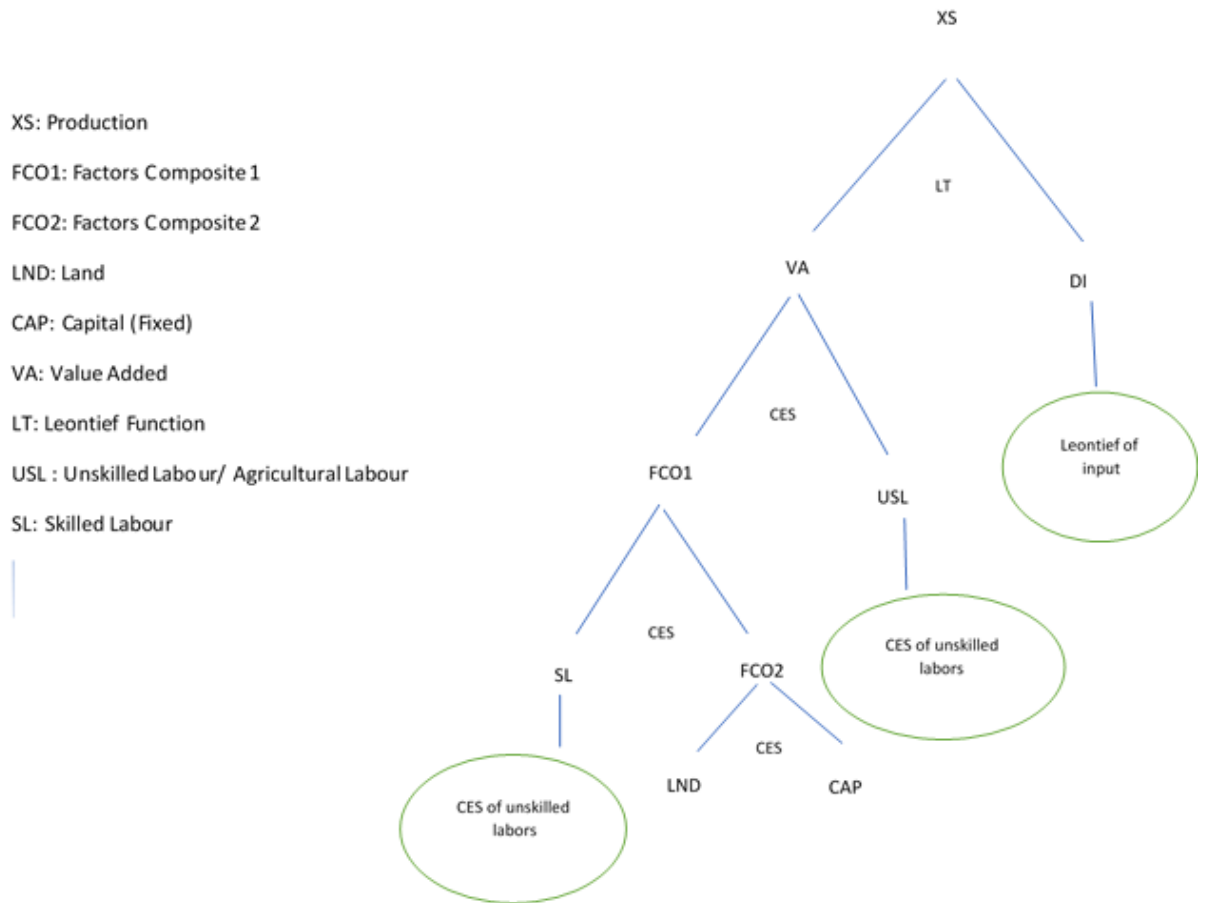 XS
XS: Production
FCO1: Factors Composite 1
FCO2: Factors Composite 2
LND: Land
CAP: Capital (Fixed)
VA: Value Added
LT: Leontief Function
USL : Unskilled Labour/ Agricultural Labour
SL: Skilled Labour
LT
VA
DI
CES
Leontief of
input
FCO1
USL
CES
CES of unskilled
labors
SL
FCO2
CES
LND
CAP
CES of unskilled
labors